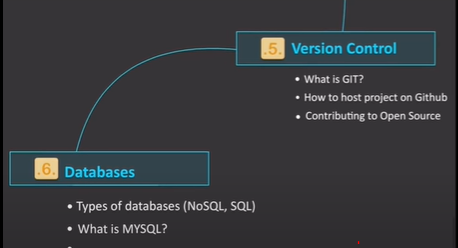 .5. Version Control
• What is GIT?
• How to host project on Github
• Contributing to Open Source
.6. Databases
• Types of databases (NoSQL, SQL)
• What is MYSQL?